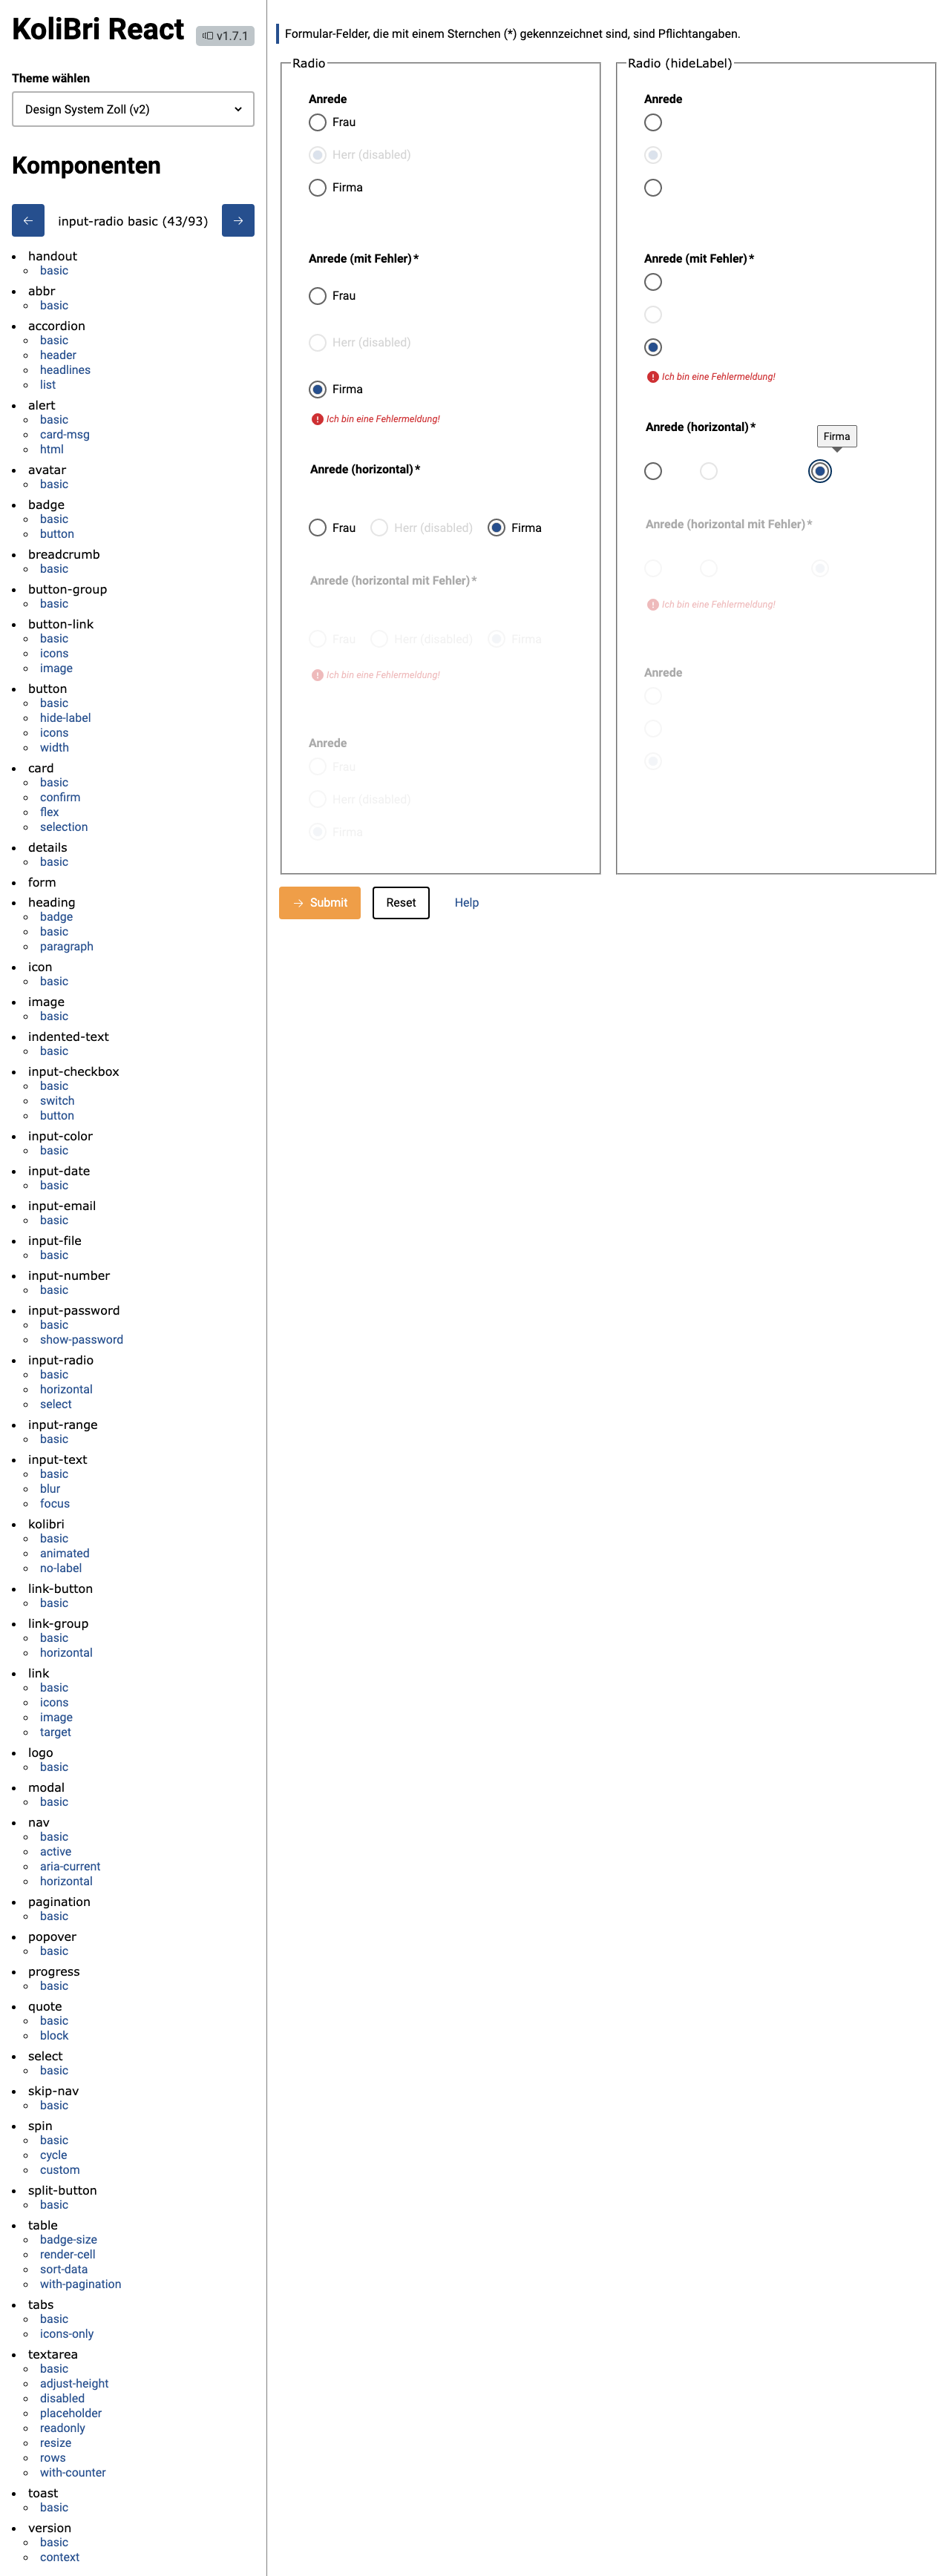 KoliBri React
v1.7.1
Theme wählen
Design System Zoll (v2)
Komponenten
input-radio basic (43/93)
handout
basic
abbr
basic
accordion
basic
header
headlines
list
alert
basic
card-msg
html
avatar
basic
badge
basic
button
breadcrumb
basic
button-group
basic
button-link
basic
icons
image
button
basic
hide-label
icons
width
card
basic
confirm
flex
selection
details
basic
form
heading
badge
basic
paragraph
icon
basic
image
basic
indented-text
basic
input-checkbox
basic
switch
button
input-color
basic
input-date
basic
input-email
basic
input-file
basic
input-number
basic
input-password
basic
show-password
input-radio
basic
horizontal
select
input-range
basic
input-text
basic
blur
focus
kolibri
basic
animated
no-label
link-button
basic
link-group
basic
horizontal
link
basic
icons
image
target
logo
basic
modal
basic
nav
basic
active
aria-current
horizontal
pagination
basic
popover
basic
progress
basic
quote
basic
block
select
basic
skip-nav
basic
spin
basic
cycle
custom
split-button
basic
table
badge-size
render-cell
sort-data
with-pagination
tabs
basic
icons-only
textarea
basic
adjust-height
disabled
placeholder
readonly
resize
rows
with-counter
toast
basic
version
basic
context
Formular-Felder, die mit einem Sternchen (*) gekennzeichnet sind, sind Pflichtangaben.
Radio
Anrede
Frau
Herr (disabled)
Firma
Anrede (mit Fehler)*
Frau
Herr (disabled)
Firma
Ich bin eine Fehlermeldung!
Anrede (horizontal)*
Frau Herr (disabled) Firma
Anrede (horizontal mit Fehler)*
Frau Herr (disabled) Firma
Ich bin eine Fehlermeldung!
Anrede
Frau
Herr (disabled)
Firma
Radio (hideLabel)
Anrede
Anrede (mit Fehler)*
Ich bin eine Fehlermeldung!
Anrede (horizontal)*
Firma
Anrede (horizontal mit Fehler)*
Ich bin eine Fehlermeldung!
Anrede
Submit Reset Help